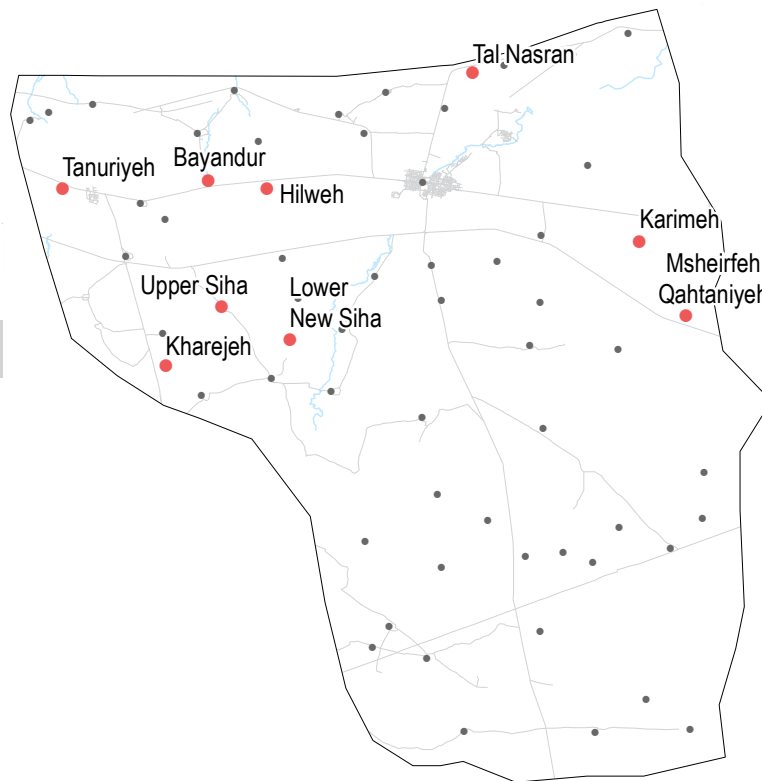 Tal Nasran
Bayandur
Tanuriyeh
Hilweh
Karimeh
Msheirfeh
Qahtaniyeh
Upper Siha
Lower
New Siha
Kharejeh